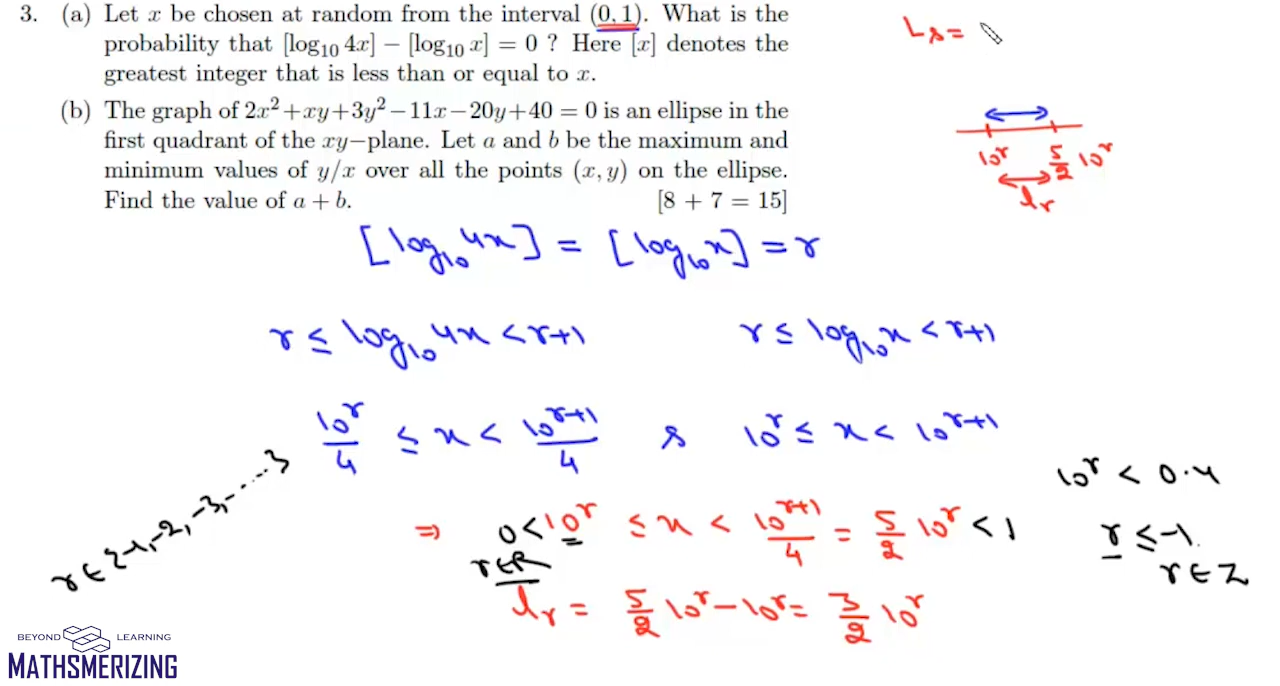 3. (a) Let x be chosen at random from the interval (0, 1). What is the
probability that [log₁₀ 4x] − [log₁₀ x] = 0 ? Here [x] denotes the
greatest integer that is less than or equal to x.
(b) The graph of 2x²+xy+3y²−11x−20y+40 = 0 is an ellipse in the
first quadrant of the xy−plane. Let a and b be the maximum and
minimum values of y/x over all the points (x, y) on the ellipse.
Find the value of a + b. [8 + 7 = 15]
L_s =
10^r 5/2 10^r
l_r
[log₁₀ 4x] = [log₁₀ x] = r
r ≤ log₁₀ 4x < r+1 r ≤ log₁₀ x < r+1
10^r/4 ≤ x < 10^(r+1)/4 & 10^r ≤ x < 10^(r+1)
⇒ 0 < 10^r ≤ x < 10^(r+1)/4 = 5/2 10^r < 1
r∈R
l_r = 5/2 10^r − 10^r = 3/2 10^r
10^r < 0.4
r ≤ −1
r ∈ Z
r ∈ {−1, −2, −3, −....}
BEYOND LEARNING
MATHSMERIZING